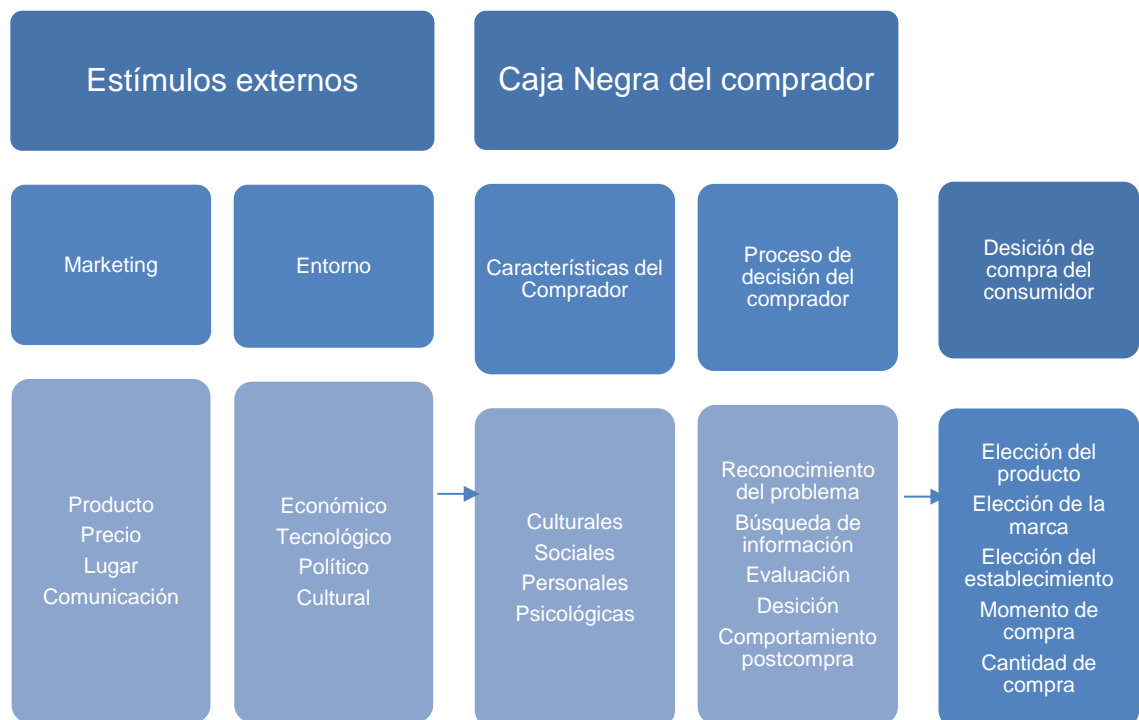 Estímulos externos
Caja Negra del comprador
Marketing
Entorno
Característícas del
Comprador
Proceso de
decisión del
comprador
Desición de
compra del
consumidor
Producto
Precio
Lugar
Comunicación
Económico
Tecnológico
Político
Cultural
Culturales
Sociales
Personales
Psicológicas
Reconocimiento
del problema
Búsqueda de
información
Evaluación
Desición
Comportamiento
postcompra
Elección del
producto
Elección de la
marca
Elección del
establecimiento
Momento de
compra
Cantidad de
compra